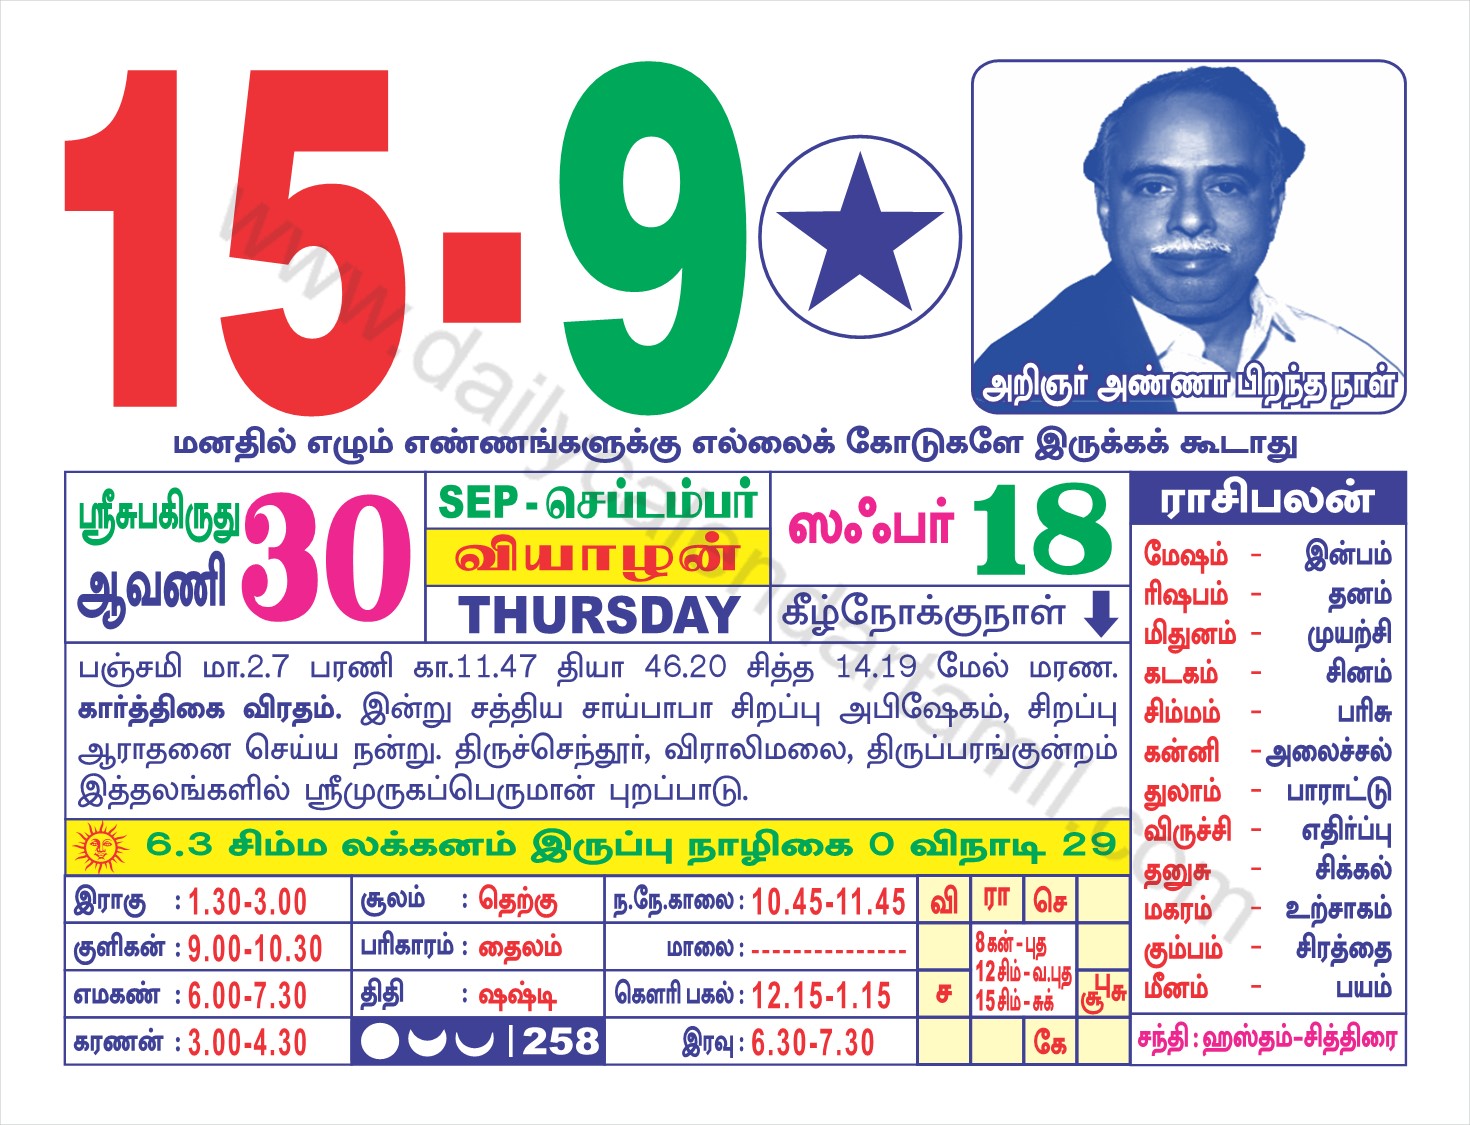 15-9
அறிஞர் அண்ணா பிறந்த நாள்
மனதில் எழும் எண்ணங்களுக்கு எல்லைக் கோடுகளே இருக்கக் கூடாது
ஸ்ரீசுபகிருது
ஆவணி 30
SEP - செப்டம்பர்
வியாழன்
THURSDAY
ஸஃபர் 18
கீழ்நோக்குநாள்
பஞ்சமி மா.2.7 பரணி கா.11.47 தியா 46.20 சித்த 14.19 மேல் மரண.
கார்த்திகை விரதம். இன்று சத்திய சாய்பாபா சிறப்பு அபிஷேகம், சிறப்பு
ஆராதனை செய்ய நன்று. திருச்செந்தூர், விராலிமலை, திருப்பரங்குன்றம்
இத்தலங்களில் ஸ்ரீமுருகப்பெருமான் புறப்பாடு.
6.3 சிம்ம லக்கனம் இருப்பு நாழிகை 0 விநாடி 29
இராகு : 1.30-3.00
குளிகன் : 9.00-10.30
எமகண் : 6.00-7.30
கரணன் : 3.00-4.30
சூலம் : தெற்கு
பரிகாரம் : தைலம்
திதி : ஷஷ்டி
258
ந.நே.காலை : 10.45-11.45
மாலை : --------------
கௌரி பகல் : 12.15-1.15
இரவு : 6.30-7.30
வி ரா செ
8கன் - புத
12சிம் - வ.புத
15சிம் - சுக்
ச
சூபுசு
கே
ராசிபலன்
மேஷம் - இன்பம்
ரிஷபம் - தனம்
மிதுனம் - முயற்சி
கடகம் - சினம்
சிம்மம் - பரிசு
கன்னி - அலைச்சல்
துலாம் - பாராட்டு
விருச்சி - எதிர்ப்பு
தனுசு - சிக்கல்
மகரம் - உற்சாகம்
கும்பம் - சிரத்தை
மீனம் - பயம்
சந்தி : ஹஸ்தம்-சித்திரை
www.dailycalendartamil.com